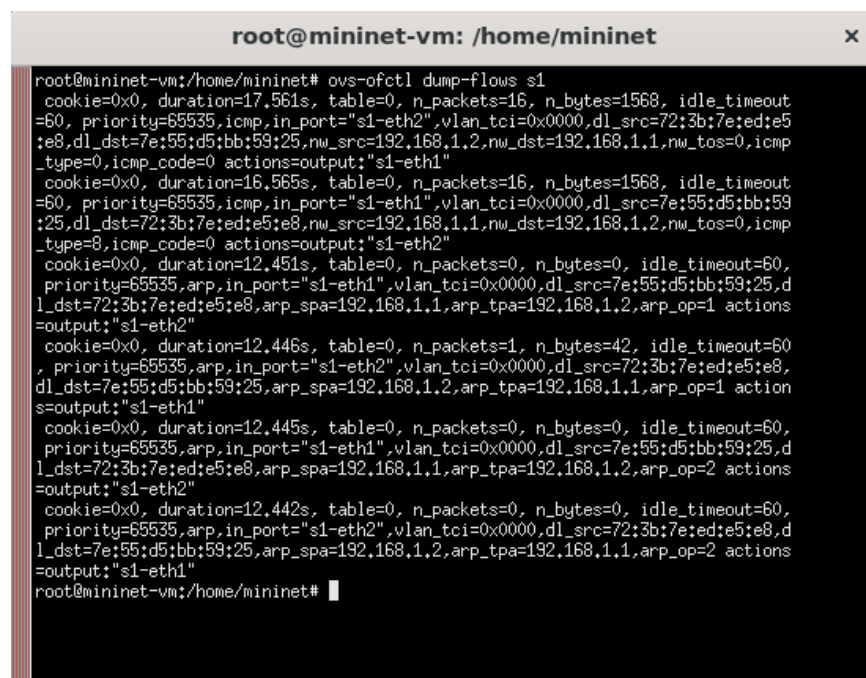 root@mininet-vm: /home/mininet
×
root@mininet-vm:/home/mininet# ovs-ofctl dump-flows s1
 cookie=0x0, duration=17.561s, table=0, n_packets=16, n_bytes=1568, idle_timeout
=60, priority=65535,icmp,in_port="s1-eth2",vlan_tci=0x0000,dl_src=72:3b:7e:ed:e5
:e8,dl_dst=7e:55:d5:bb:59:25,nw_src=192.168.1.2,nw_dst=192.168.1.1,nw_tos=0,icmp
_type=0,icmp_code=0 actions=output:"s1-eth1"
 cookie=0x0, duration=16.565s, table=0, n_packets=16, n_bytes=1568, idle_timeout
=60, priority=65535,icmp,in_port="s1-eth1",vlan_tci=0x0000,dl_src=7e:55:d5:bb:59
:25,dl_dst=72:3b:7e:ed:e5:e8,nw_src=192.168.1.1,nw_dst=192.168.1.2,nw_tos=0,icmp
_type=8,icmp_code=0 actions=output:"s1-eth2"
 cookie=0x0, duration=12.451s, table=0, n_packets=0, n_bytes=0, idle_timeout=60,
 priority=65535,arp,in_port="s1-eth1",vlan_tci=0x0000,dl_src=7e:55:d5:bb:59:25,d
l_dst=72:3b:7e:ed:e5:e8,arp_spa=192.168.1.1,arp_tpa=192.168.1.2,arp_op=1 actions
=output:"s1-eth2"
 cookie=0x0, duration=12.446s, table=0, n_packets=1, n_bytes=42, idle_timeout=60
, priority=65535,arp,in_port="s1-eth2",vlan_tci=0x0000,dl_src=72:3b:7e:ed:e5:e8,
dl_dst=7e:55:d5:bb:59:25,arp_spa=192.168.1.2,arp_tpa=192.168.1.1,arp_op=1 action
s=output:"s1-eth1"
 cookie=0x0, duration=12.445s, table=0, n_packets=0, n_bytes=0, idle_timeout=60,
 priority=65535,arp,in_port="s1-eth1",vlan_tci=0x0000,dl_src=7e:55:d5:bb:59:25,d
l_dst=72:3b:7e:ed:e5:e8,arp_spa=192.168.1.1,arp_tpa=192.168.1.2,arp_op=2 actions
=output:"s1-eth2"
 cookie=0x0, duration=12.442s, table=0, n_packets=0, n_bytes=0, idle_timeout=60,
 priority=65535,arp,in_port="s1-eth2",vlan_tci=0x0000,dl_src=72:3b:7e:ed:e5:e8,d
l_dst=7e:55:d5:bb:59:25,arp_spa=192.168.1.2,arp_tpa=192.168.1.1,arp_op=2 actions
=output:"s1-eth1"
root@mininet-vm:/home/mininet#